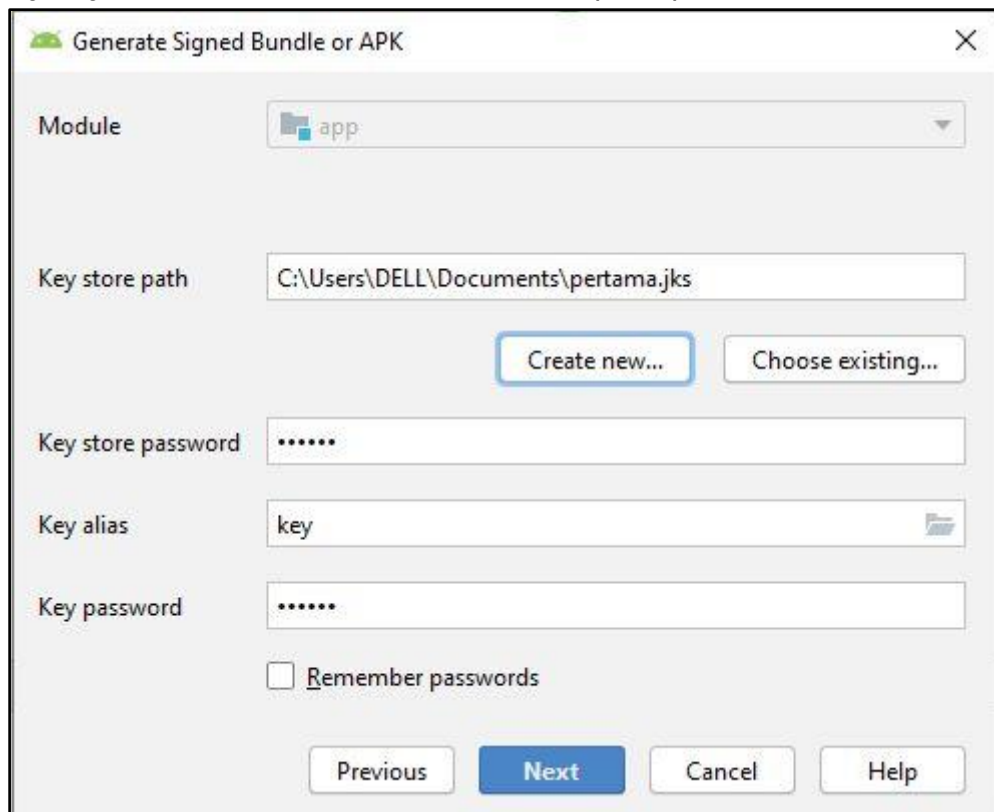 Generate Signed Bundle or APK
Module app
Key store path C:\Users\DELL\Documents\pertama.jks
Create new... Choose existing...
Key store password ••••••
Key alias key
Key password ••••••
Remember passwords
Previous Next Cancel Help